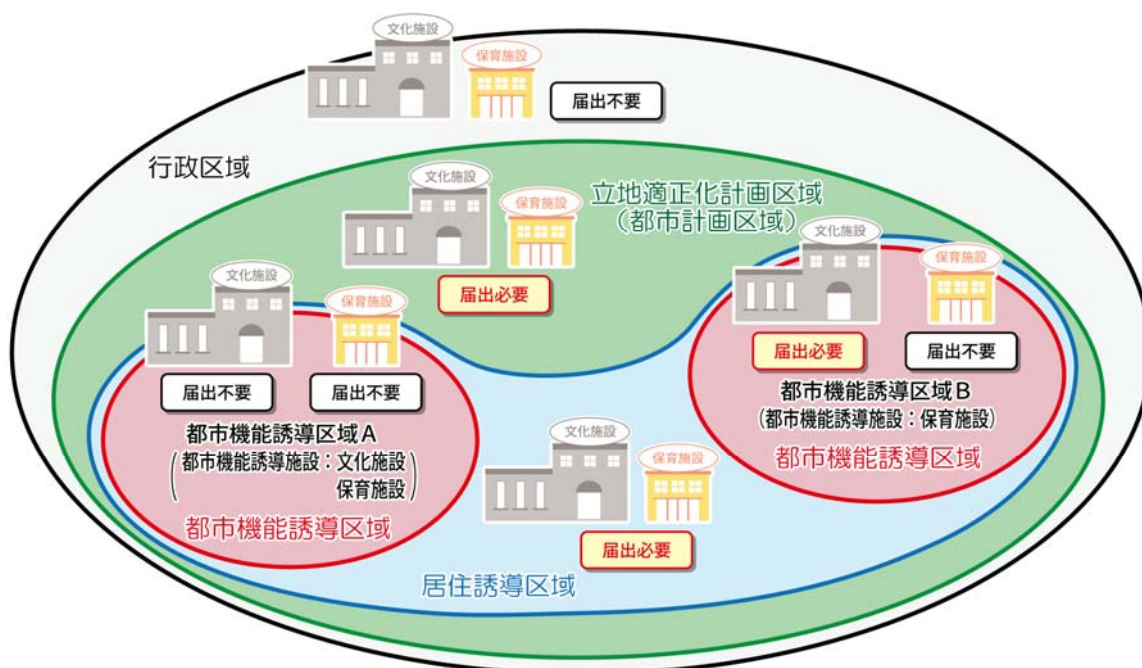 文化施設
保育施設
届出不要
行政区域
文化施設
保育施設
届出必要
立地適正化計画区域
（都市計画区域）
文化施設
保育施設
届出不要
届出不要
都市機能誘導区域A
（都市機能誘導施設：文化施設
保育施設）
都市機能誘導区域
文化施設
保育施設
届出必要
届出不要
都市機能誘導区域B
（都市機能誘導施設：保育施設）
都市機能誘導区域
文化施設
保育施設
届出必要
居住誘導区域